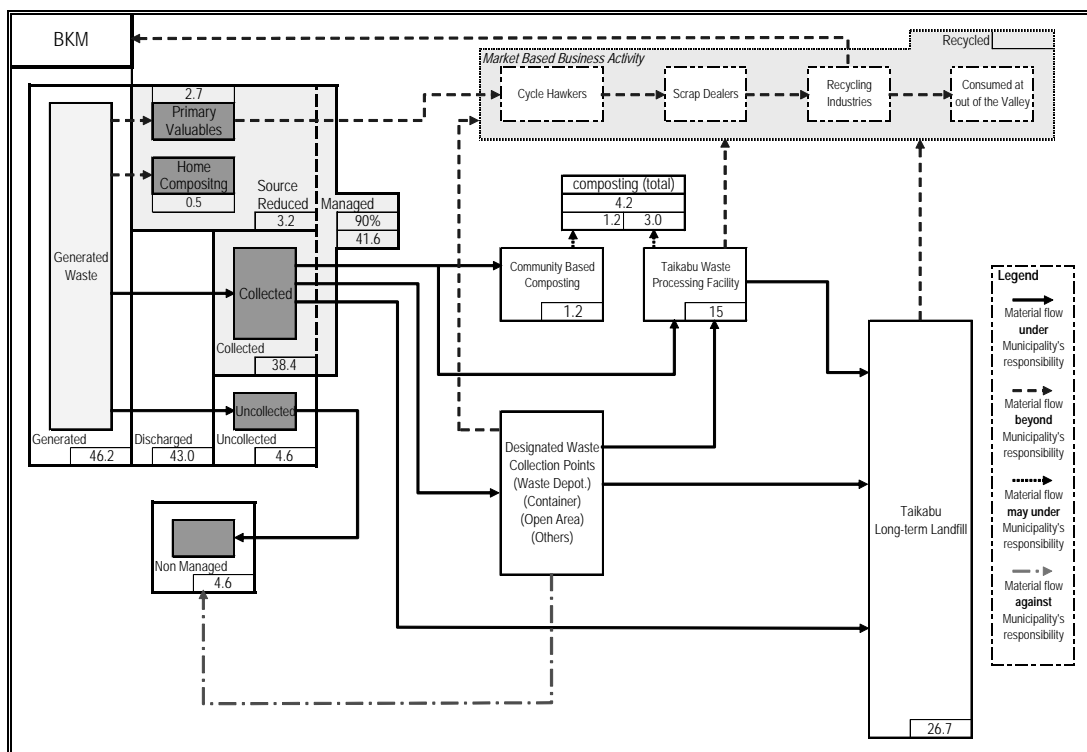 BKM
Recycled
Market Based Business Activity
Cycle Hawkers
Scrap Dealers
Recycling
Industries
Consumed at
out of the Valley
2.7
Primary
Valuables
Home
Compositng
0.5
Source
Reduced
3.2
Managed
90%
41.6
composting (total)
4.2
1.2
3.0
Generated
Waste
Collected
Collected
38.4
Community Based
Composting
1.2
Taikabu Waste
Processing Facility
15
Uncollected
Generated
46.2
Discharged
43.0
Uncollected
4.6
Designated Waste
Collection Points
(Waste Depot.)
(Container)
(Open Area)
(Others)
Non Managed
4.6
Taikabu
Long-term Landfill
26.7
Legend
Material flow
under
Municipality's
responsibility
Material flow
beyond
Municipality's
responsibility
Material flow
may under
Municipality's
responsibility
Material flow
against
Municipality's
responsibility